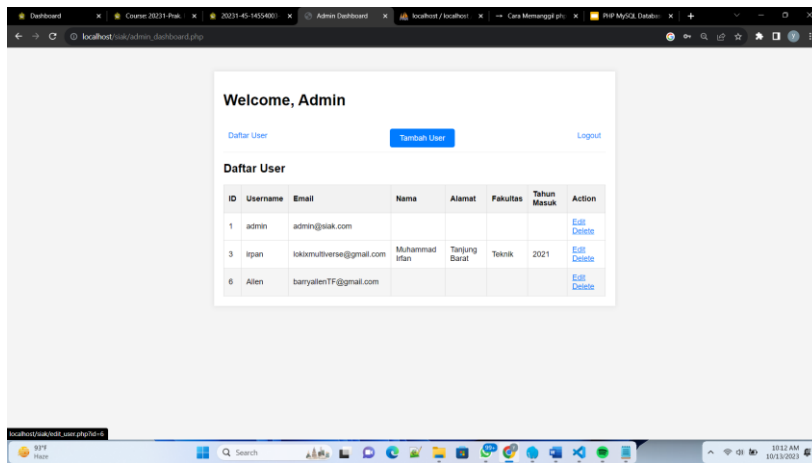 Dashboard
Course: 20231-Prak.
20231-45-1455400
Admin Dashboard
localhost / localhost
Cara Memanggil ph
PHP MySQL Databas
localhost/siak/admin_dashboard.php
Welcome, Admin
Daftar User
Tambah User
Logout
Daftar User
ID Username Email Nama Alamat Fakultas Tahun Masuk Action
1 admin admin@siak.com Edit Delete
3 irpan lokixmultiverse@gmail.com Muhammad Irfan Tanjung Barat Teknik 2021 Edit Delete
6 Allen barryallenTF@gmail.com Edit Delete
localhost/siak/edit_user.php?id=6
93°F
Haze
Search
99+
10:12 AM
10/13/2023